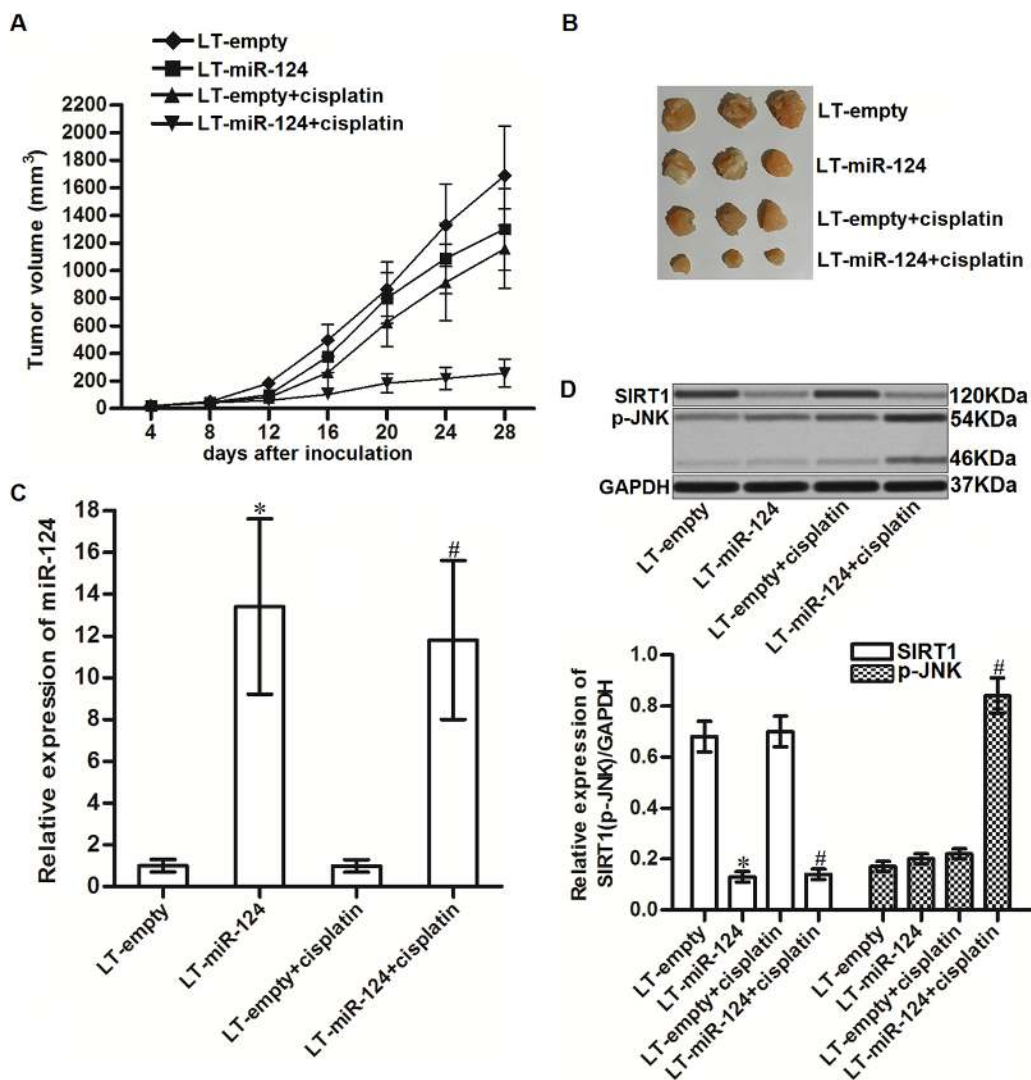 A
LT-empty
LT-miR-124
LT-empty+cisplatin
LT-miR-124+cisplatin
Tumor volume (mm³)
2200
2000
1800
1600
1400
1200
1000
800
600
400
200
0
4 8 12 16 20 24 28
days after inoculation
B
LT-empty
LT-miR-124
LT-empty+cisplatin
LT-miR-124+cisplatin
C
Relative expression of miR-124
18
16
14
12
10
8
6
4
2
0
*
#
LT-empty
LT-miR-124
LT-empty+cisplatin
LT-miR-124+cisplatin
D
SIRT1 120KDa
p-JNK 54KDa
46KDa
GAPDH 37KDa
LT-empty
LT-miR-124
LT-empty+cisplatin
LT-miR-124+cisplatin
Relative expression of
SIRT1(p-JNK)/GAPDH
1.0
0.8
0.6
0.4
0.2
0.0
SIRT1
p-JNK
*
#
#
LT-empty
LT-miR-124
LT-empty+cisplatin
LT-miR-124+cisplatin
LT-empty
LT-miR-124
LT-empty+cisplatin
LT-miR-124+cisplatin